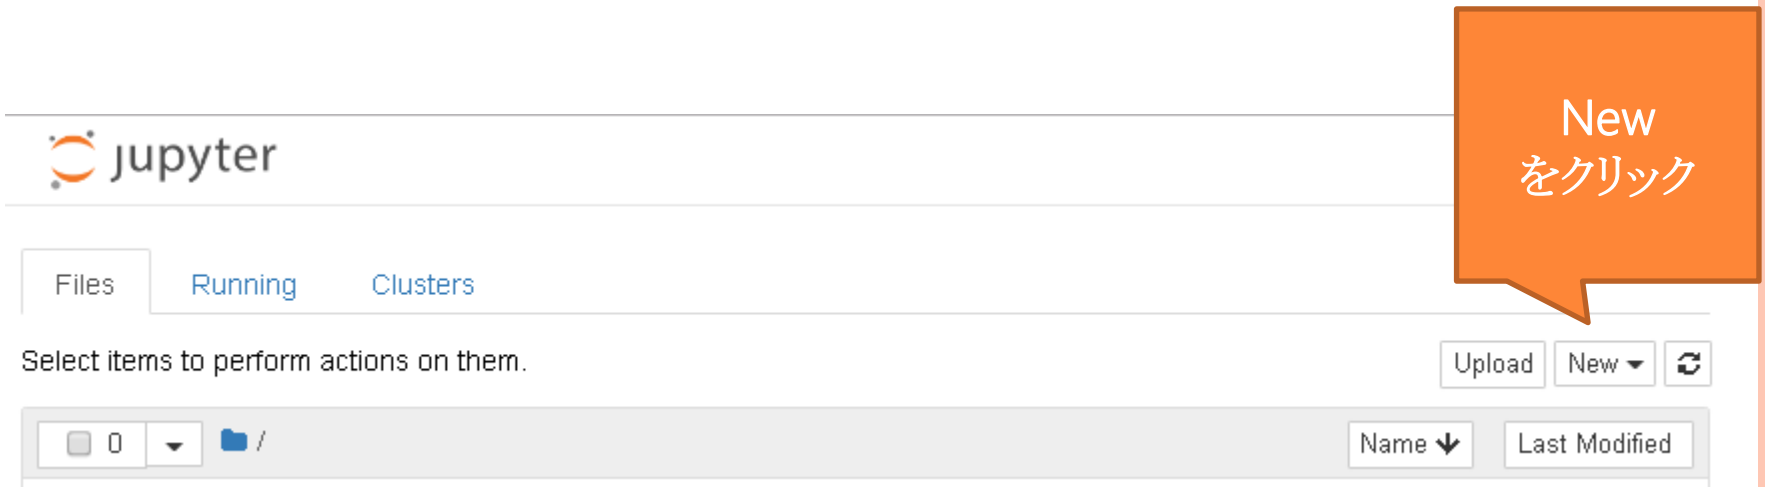 New
をクリック
jupyter
Files Running Clusters
Select items to perform actions on them.
Upload New
0 /
Name Last Modified